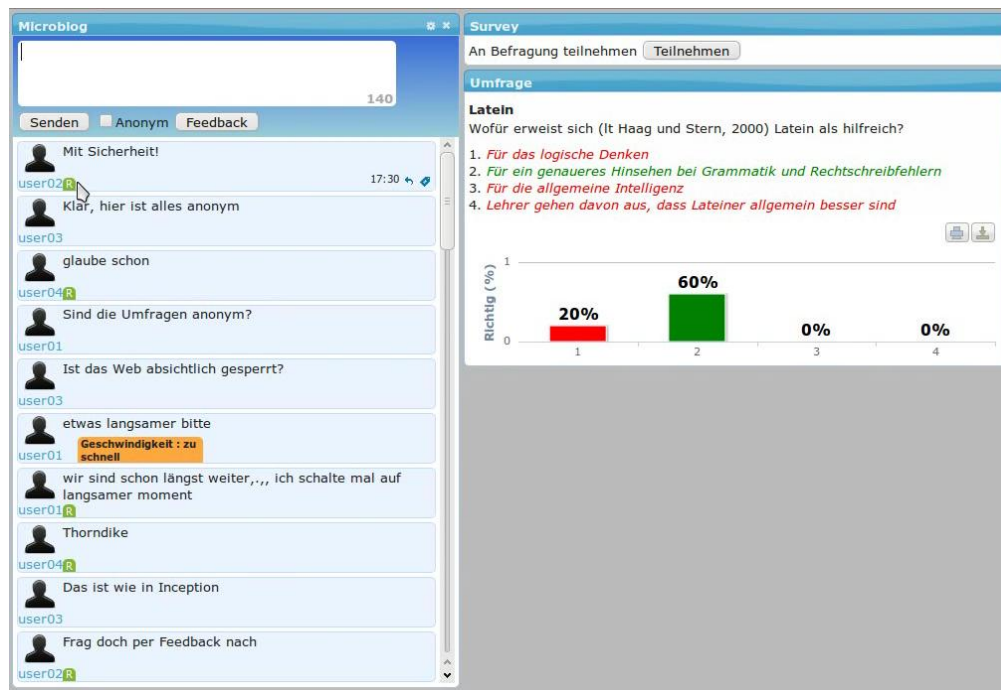 Microblog
140
Senden
Anonym
Feedback
Mit Sicherheit!
user02 R
17:30
Klar, hier ist alles anonym
user03
glaube schon
user04 R
Sind die Umfragen anonym?
user01
Ist das Web absichtlich gesperrt?
user03
etwas langsamer bitte
Geschwindigkeit : zu
schnell
user01
wir sind schon längst weiter,.,, ich schalte mal auf
langsamer moment
user01 R
Thorndike
user04 R
Das ist wie in Inception
user03
Frag doch per Feedback nach
user02 R
Survey
An Befragung teilnehmen
Teilnehmen
Umfrage
Latein
Wofür erweist sich (lt Haag und Stern, 2000) Latein als hilfreich?
1. Für das logische Denken
2. Für ein genaueres Hinsehen bei Grammatik und Rechtschreibfehlern
3. Für die allgemeine Intelligenz
4. Lehrer gehen davon aus, dass Lateiner allgemein besser sind
Richtig (%)
1
0
20%
60%
0%
0%
1
2
3
4